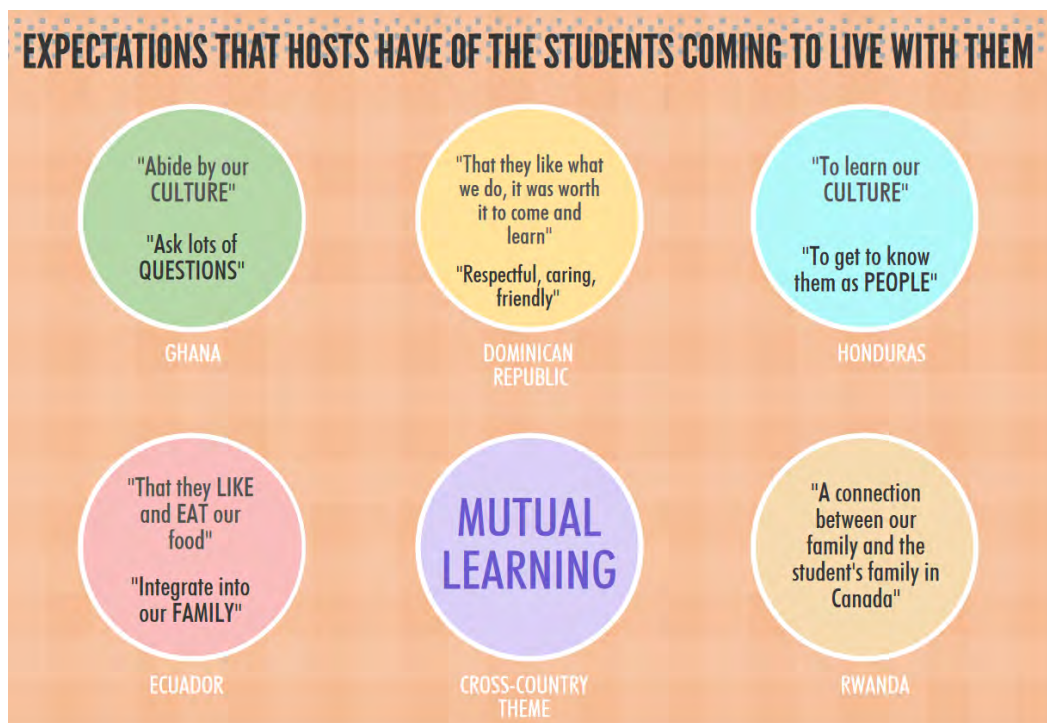 EXPECTATIONS THAT HOSTS HAVE OF THE STUDENTS COMING TO LIVE WITH THEM
"Abide by our
CULTURE"
"Ask lots of
QUESTIONS"
GHANA
"That they like what
we do, it was worth
it to come and
learn"
"Respectful, caring,
friendly"
DOMINICAN
REPUBLIC
"To learn our
CULTURE"
"To get to know
them as PEOPLE"
HONDURAS
"That they LIKE
and EAT our
food"
"Integrate into
our FAMILY"
ECUADOR
MUTUAL
LEARNING
CROSS-COUNTRY
THEME
"A connection
between our
family and the
student's family in
Canada"
RWANDA